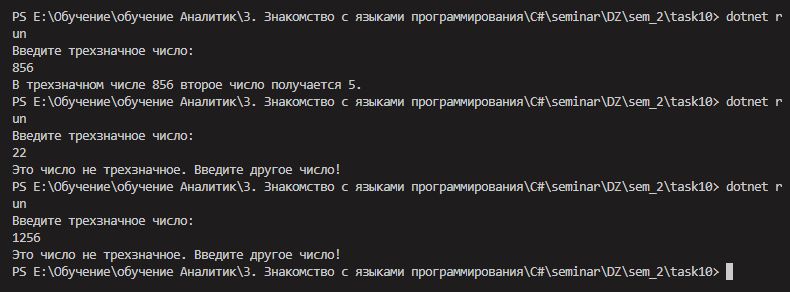 PS E:\Обучение\обучение Аналитик\3. Знакомство с языками программирования\C#\seminar\DZ\sem_2\task10> dotnet r
un
Введите трехзначное число:
856
В трехзначном числе 856 второе число получается 5.
PS E:\Обучение\обучение Аналитик\3. Знакомство с языками программирования\C#\seminar\DZ\sem_2\task10> dotnet r
un
Введите трехзначное число:
22
Это число не трехзначное. Введите другое число!
PS E:\Обучение\обучение Аналитик\3. Знакомство с языками программирования\C#\seminar\DZ\sem_2\task10> dotnet r
un
Введите трехзначное число:
1256
Это число не трехзначное. Введите другое число!
PS E:\Обучение\обучение Аналитик\3. Знакомство с языками программирования\C#\seminar\DZ\sem_2\task10>